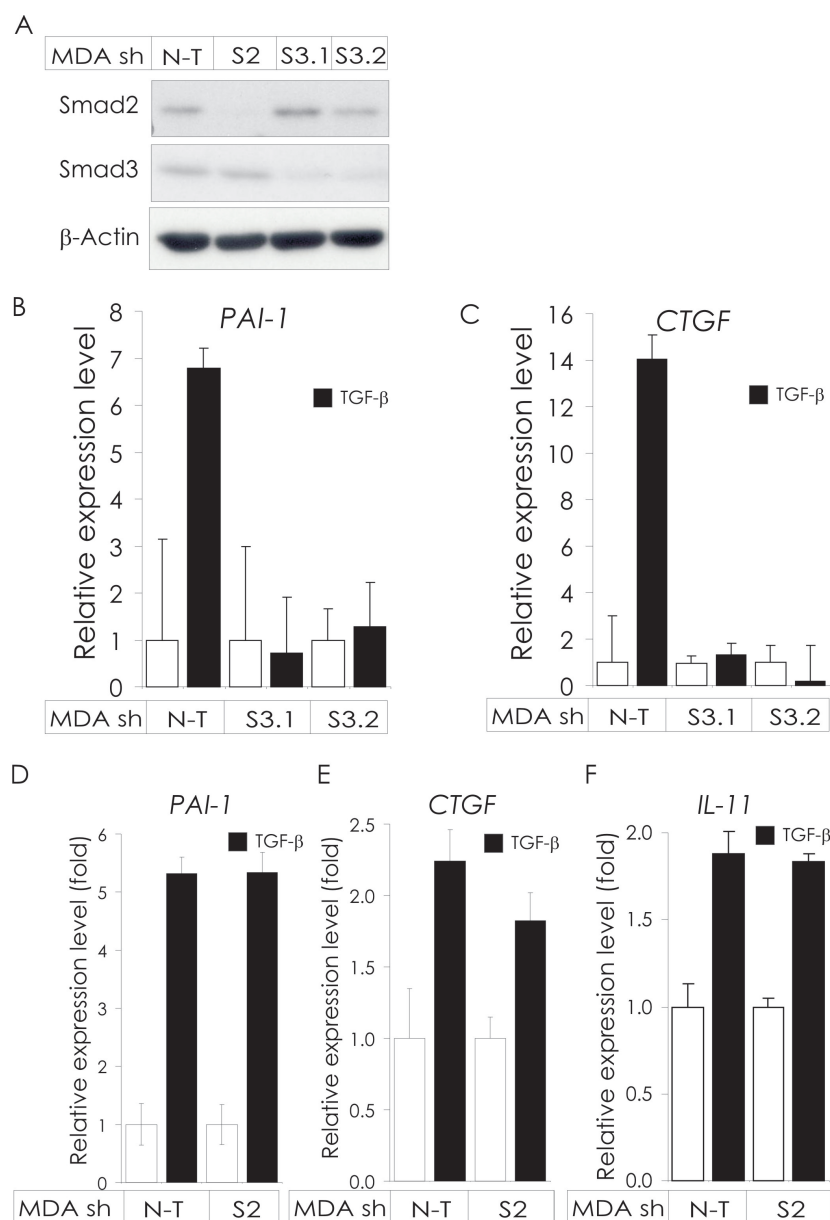 A
MDA sh N-T S2 S3.1 S3.2
Smad2
Smad3
β-Actin
B
PAI-1
Relative expression level
8
7
6
5
4
3
2
1
0
TGF-β
MDA sh N-T S3.1 S3.2
C
CTGF
Relative expression level
16
14
12
10
8
6
4
2
0
TGF-β
MDA sh N-T S3.1 S3.2
D
PAI-1
Relative expression level (fold)
6
5
4
3
2
1
0
TGF-β
MDA sh N-T S2
E
CTGF
Relative expression level (fold)
2.5
2.0
1.5
1.0
0.5
0.0
TGF-β
MDA sh N-T S2
F
IL-11
Relative expression level (fold)
2.0
1.5
1.0
0.5
0.0
TGF-β
MDA sh N-T S2